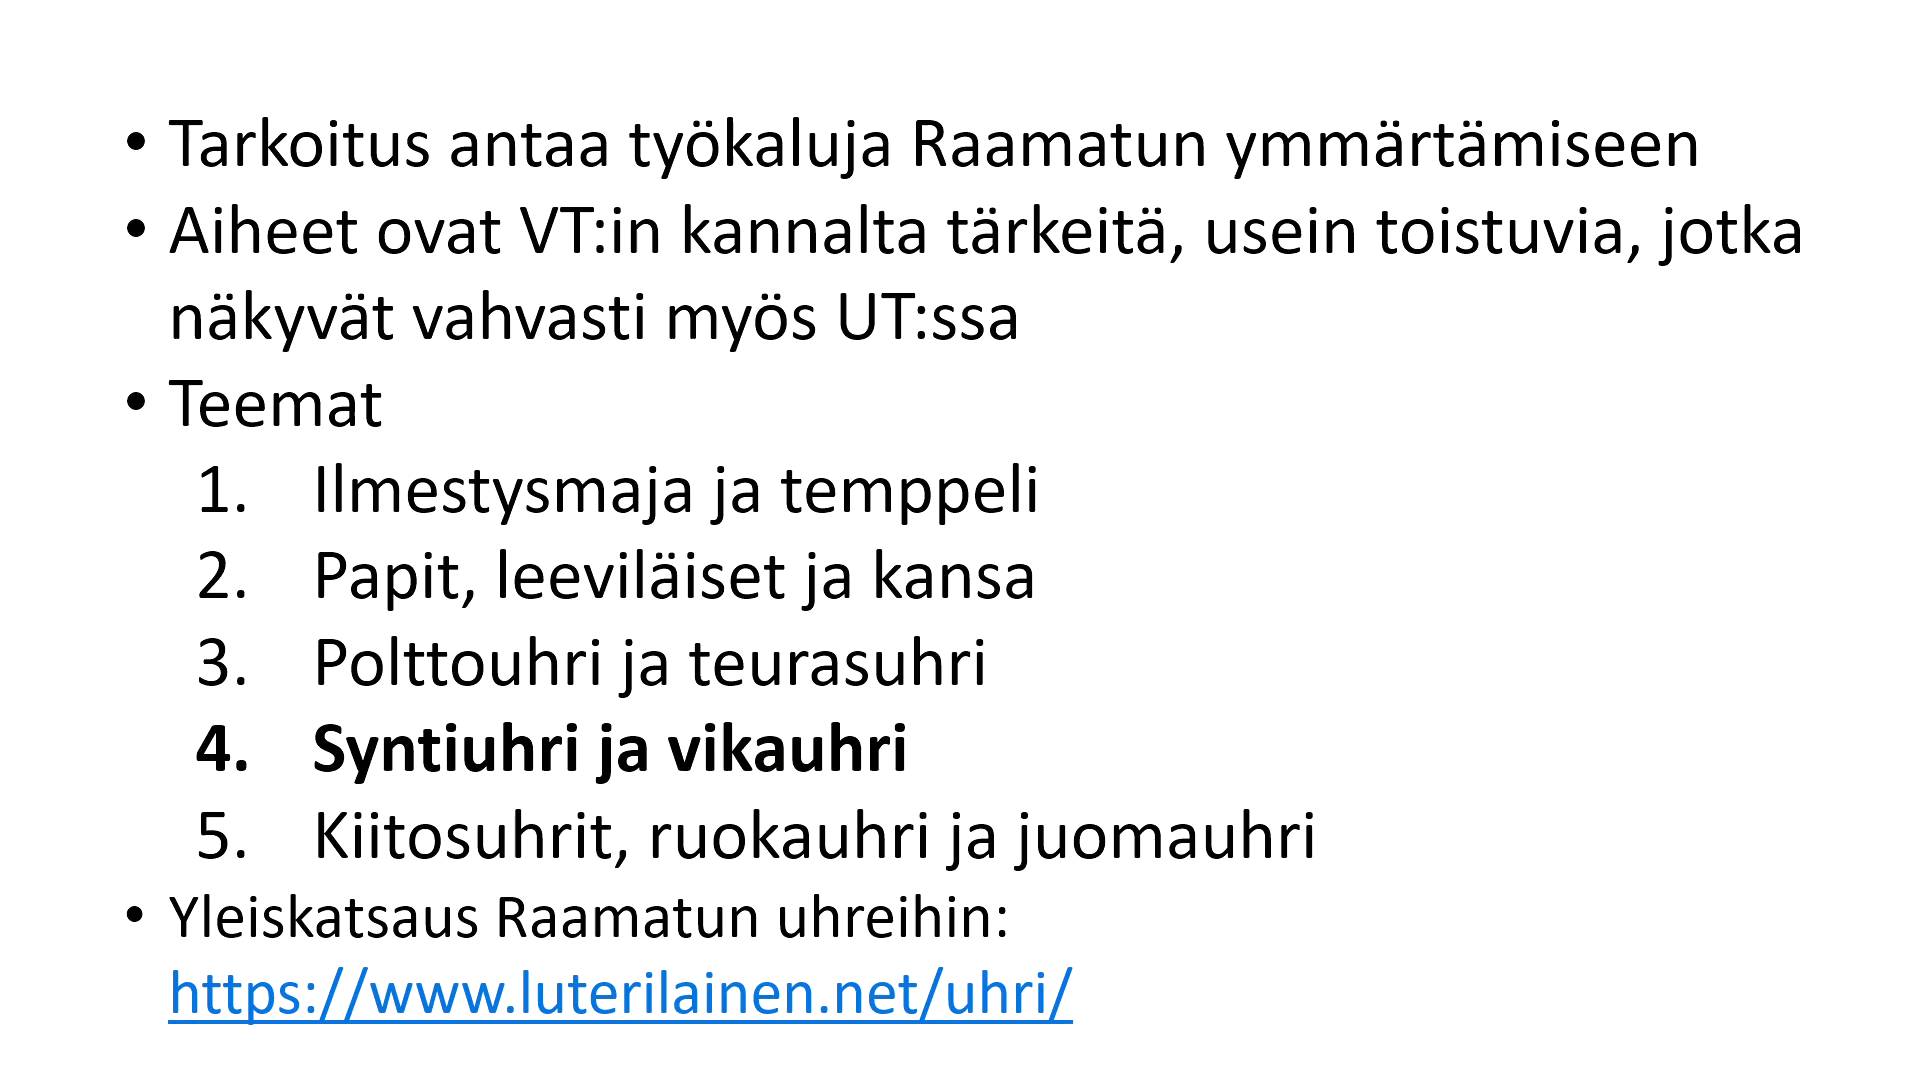 • Tarkoitus antaa työkaluja Raamatun ymmärtämiseen
• Aiheet ovat VT:in kannalta tärkeitä, usein toistuvia, jotka
näkyvät vahvasti myös UT:ssa
• Teemat
1. Ilmestysmaja ja temppeli
2. Papit, leeviläiset ja kansa
3. Polttouhri ja teurasuhri
4. Syntiuhri ja vikauhri
5. Kiitosuhrit, ruokauhri ja juomauhri
• Yleiskatsaus Raamatun uhreihin:
https://www.luterilainen.net/uhri/